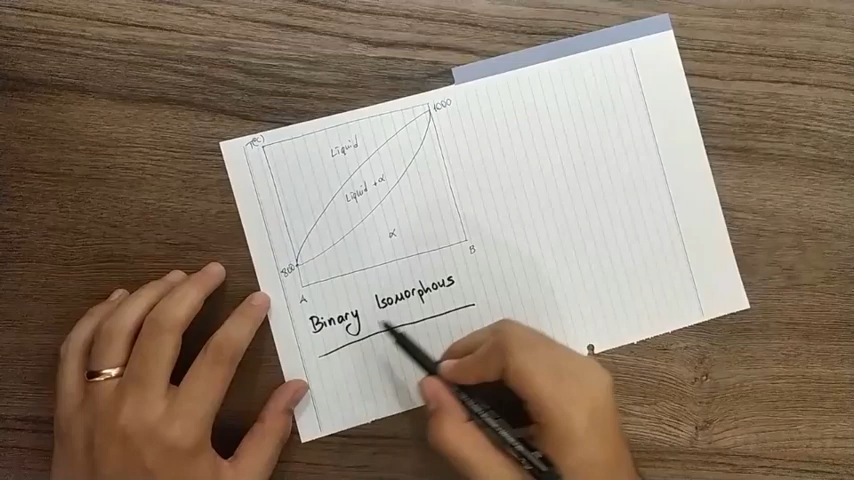 T(°C)
1000
Liquid
Liquid + α
α
800
A
B
Binary Isomorphous